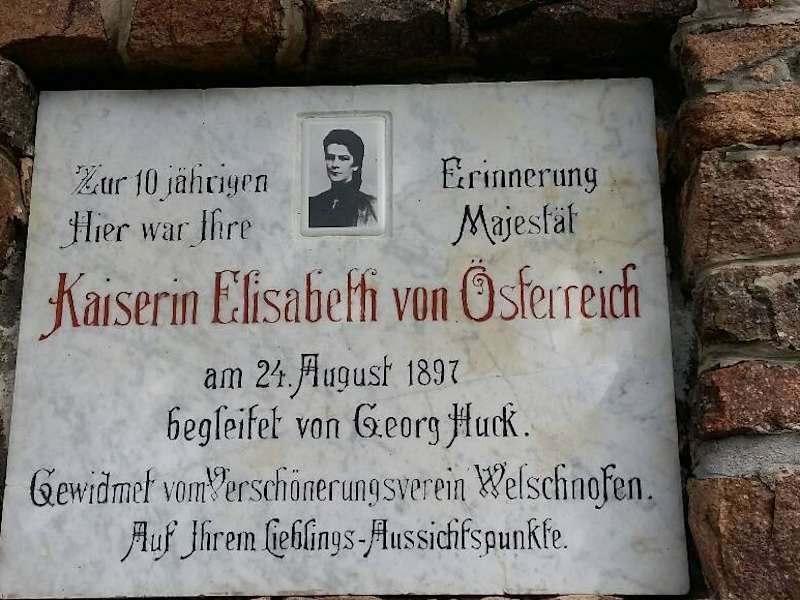 Zur 10 jährigen Erinnerung
Hier war Ihre Majestät
Kaiserin Elisabeth von Österreich
am 24. August 1897
begleitet von Georg Huck.
Gewidmet vom Verschönerungsverein Welschnofen.
Auf Ihrem Lieblings-Aussichtspunkte.